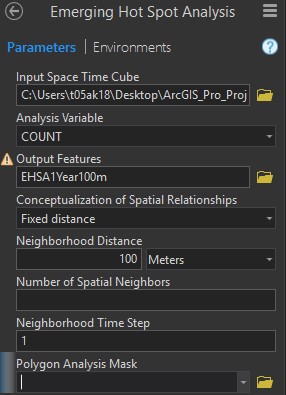 Emerging Hot Spot Analysis
Parameters | Environments
?
Input Space Time Cube
C:\Users\t05ak18\Desktop\ArcGIS_Pro_Proj
Analysis Variable
COUNT
Output Features
EHSA1Year100m
Conceptualization of Spatial Relationships
Fixed distance
Neighborhood Distance
100 Meters
Number of Spatial Neighbors
Neighborhood Time Step
1
Polygon Analysis Mask